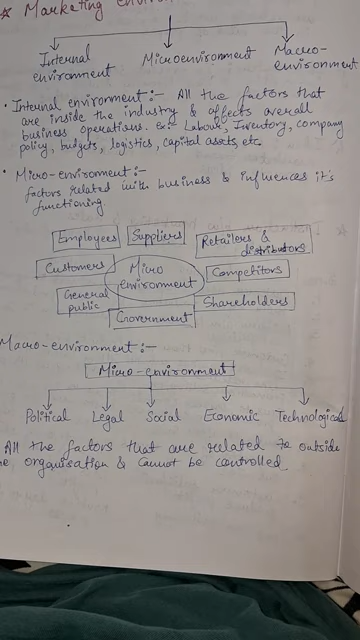 * Marketing environ
Internal environment
Microenvironment
Macro-environment
• Internal environment :- All the factors that
are inside the industry & affects overall
business operations. Ex:- Labour, Inventory, company
policy, budgets, logistics, capital assets, etc
• Micro-environment :-
factors related with business & influences it's
functioning.
Employees
Suppliers
Retailers & distributors
Customers
Micro environment
Competitors
General public
Shareholders
Government
Macro-environment :-
Micro-environment
Political Legal Social Economic Technological
All the factors that are related to outside
e organisation & cannot be controlled